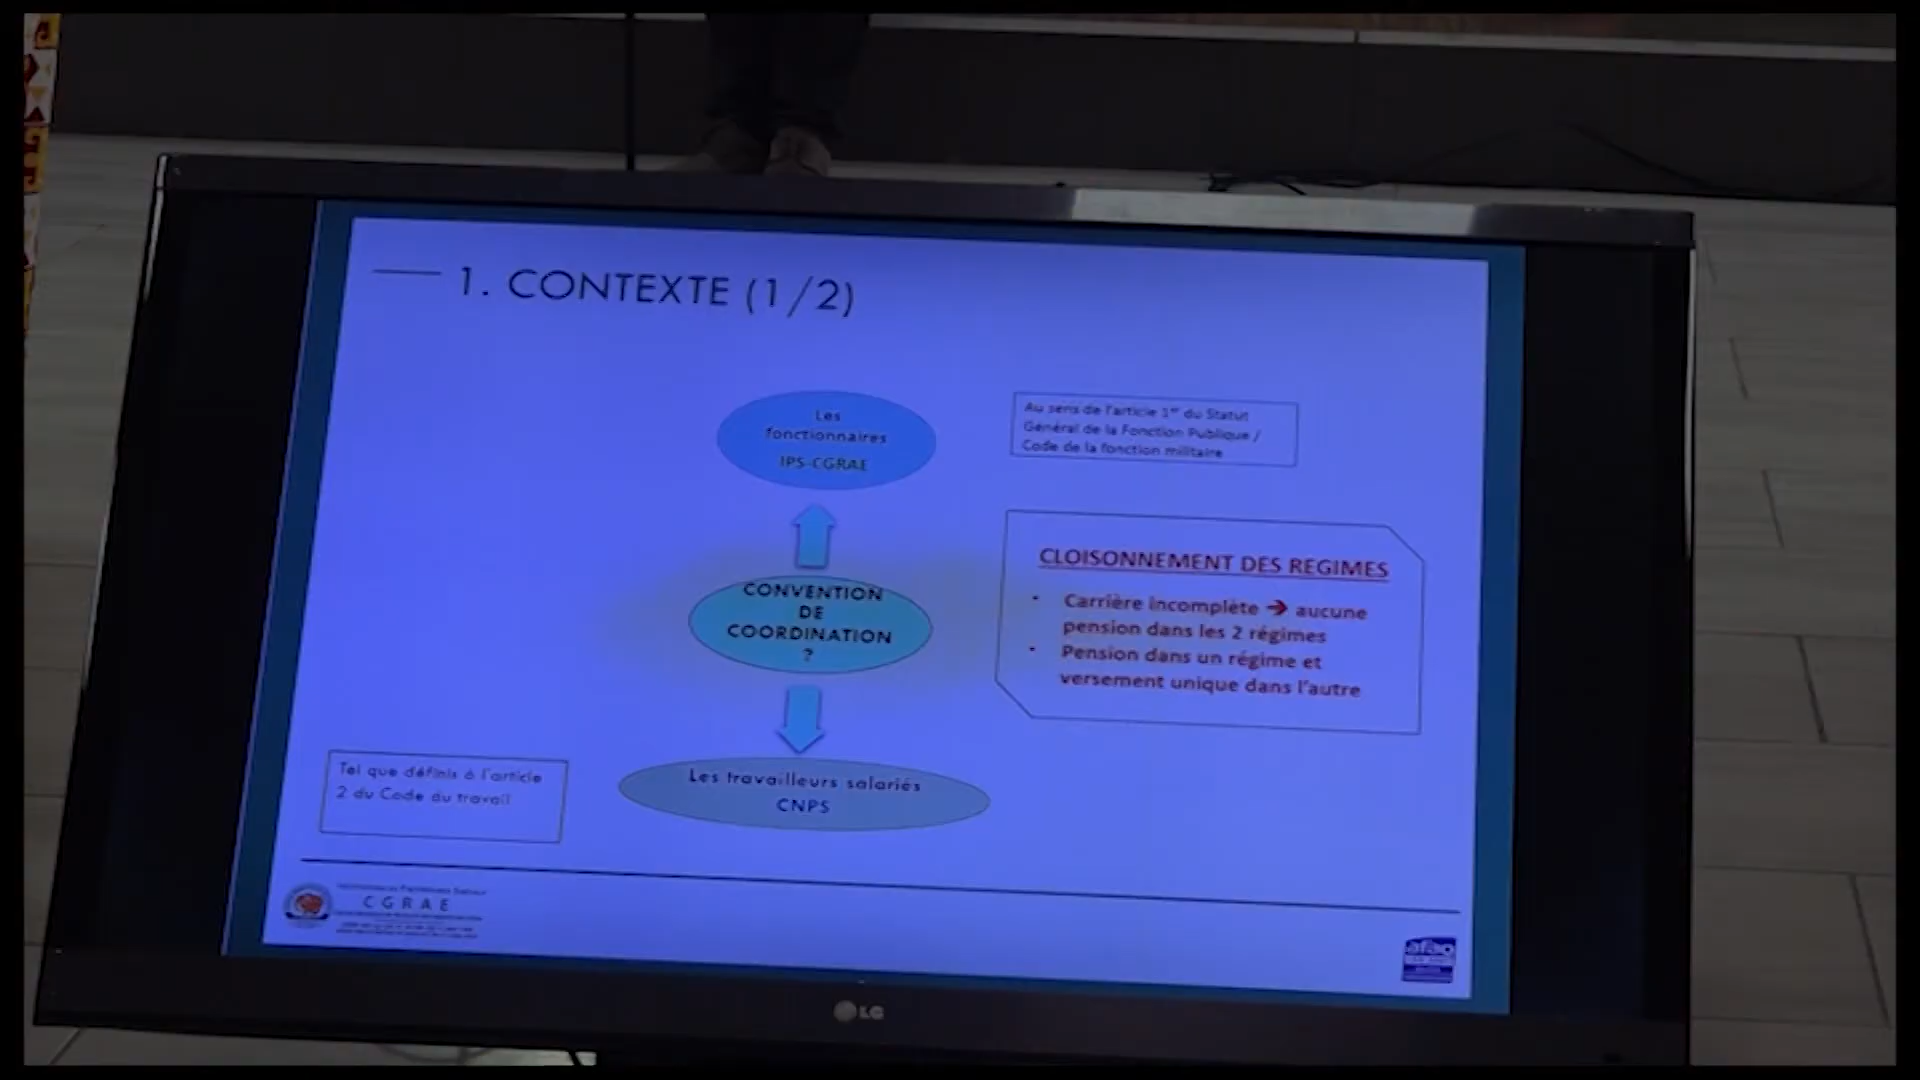 1. CONTEXTE (1/2)
Les
fonctionnaires
IPS-CGRAE
Au sens de l'article 1er du Statut
Général de la Fonction Publique /
Code de la fonction militaire
CONVENTION
DE
COORDINATION
?
CLOISONNEMENT DES REGIMES
• Carrière incomplète ➔ aucune
pension dans les 2 régimes
• Pension dans un régime et
versement unique dans l'autre
Tel que définis à l'article
2 du Code du travail
Les travailleurs salariés
CNPS
CGRAE
afaq
LG